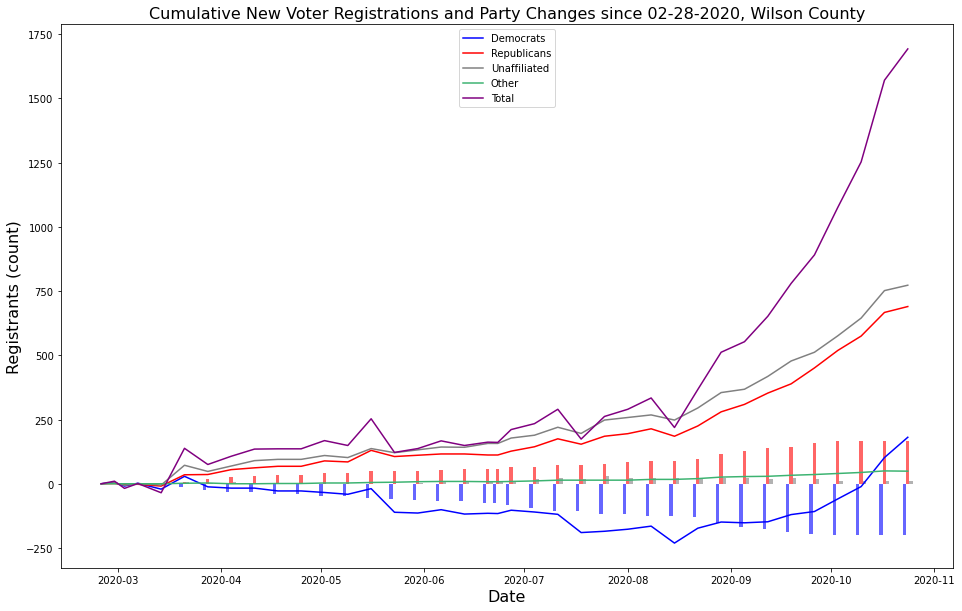 Cumulative New Voter Registrations and Party Changes since 02-28-2020, Wilson County
Democrats
Republicans
Unaffiliated
Other
Total
Registrants (count)
1750
1500
1250
1000
750
500
250
0
−250
2020-03 2020-04 2020-05 2020-06 2020-07 2020-08 2020-09 2020-10 2020-11
Date